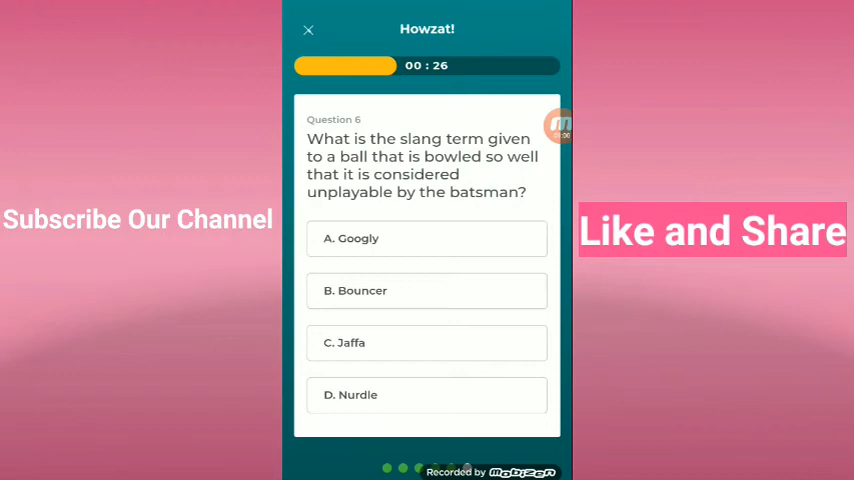 Howzat!
00 : 26
Question 6
What is the slang term given
to a ball that is bowled so well
that it is considered
unplayable by the batsman?
A. Googly
B. Bouncer
C. Jaffa
D. Nurdle
Subscribe Our Channel
Like and Share
Recorded by mobizen